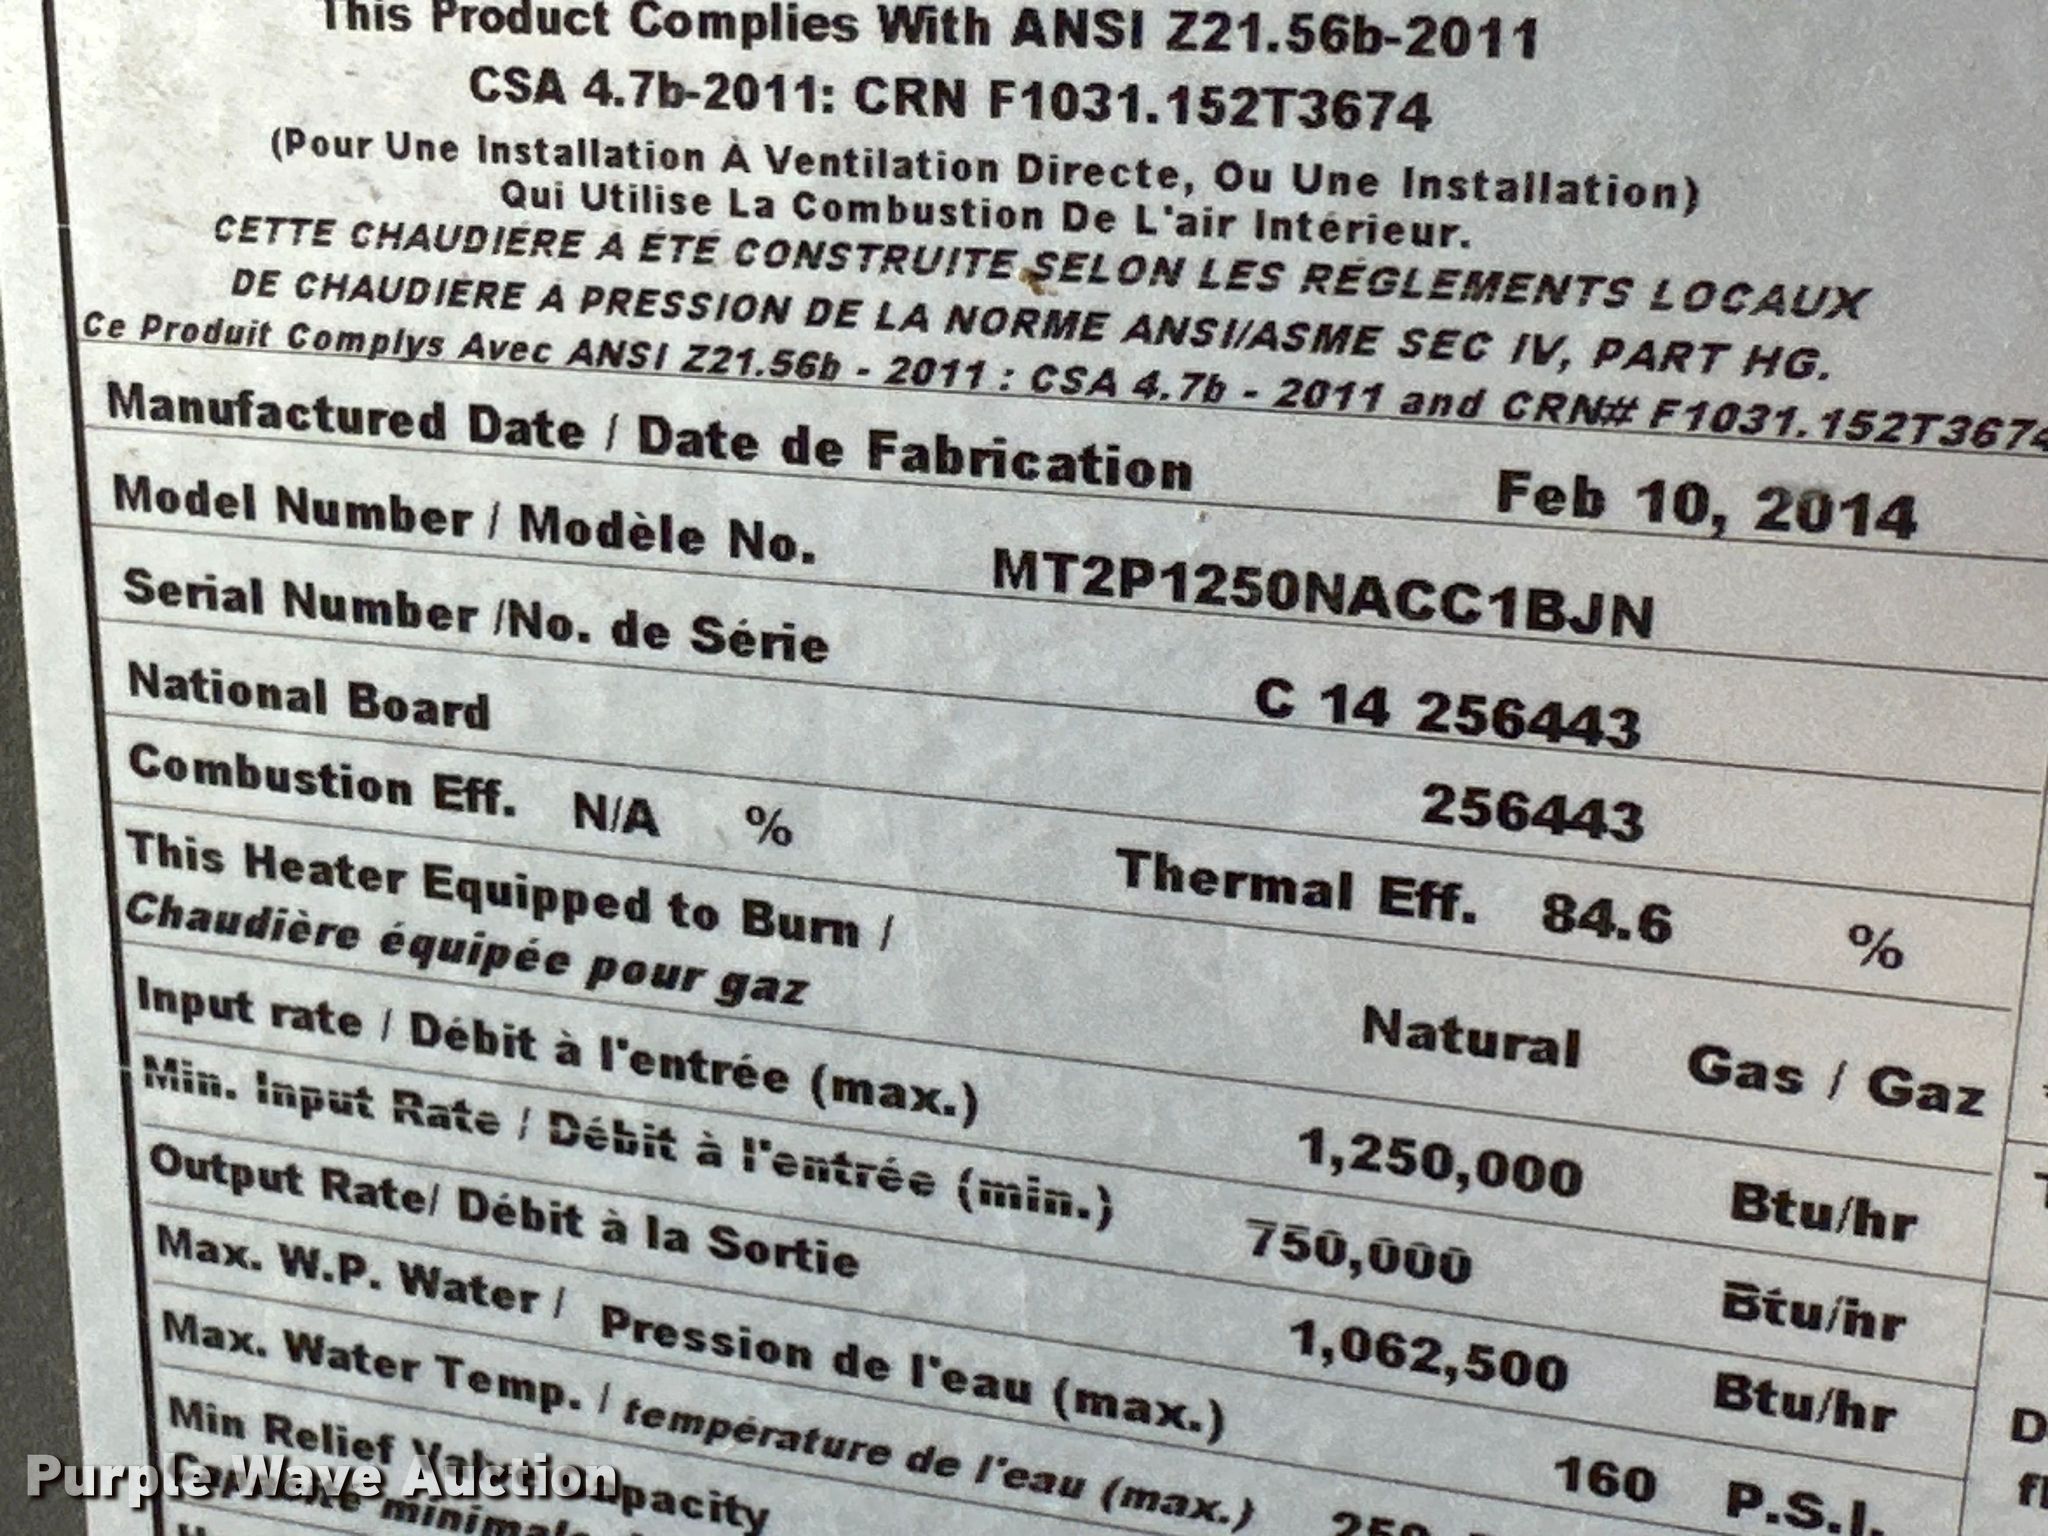 This Product Complies With ANSI Z21.56b-2011
CSA 4.7b-2011: CRN F1031.152T3674
(Pour Une Installation À Ventilation Directe, Ou Une Installation)
Qui Utilise La Combustion De L'air Intérieur.
CETTE CHAUDIÉRE A ÉTÉ CONSTRUITE SELON LES RÉGLEMENTS LOCAUX
DE CHAUDIÉRE À PRESSION DE LA NORME ANSI/ASME SEC IV, PART HG.
Ce Produit Complys Avec ANSI Z21.56b - 2011 : CSA 4.7b - 2011 and CRN# F1031.152T3674
Manufactured Date / Date de Fabrication Feb 10, 2014
Model Number / Modèle No. MT2P1250NACC1BJN
Serial Number /No. de Série C 14 256443
National Board 256443
Combustion Eff. N/A % Thermal Eff. 84.6 %
This Heater Equipped to Burn /
Chaudière équipée pour gaz Natural Gas / Gaz
Input rate / Débit à l'entrée (max.) 1,250,000 Btu/hr
Min. Input Rate / Débit à l'entrée (min.) 750,000 Btu/hr
Output Rate/ Débit à la Sortie 1,062,500 Btu/hr
Max. W.P. Water / Pression de l'eau (max.) 160 P.S.I.
Max. Water Temp. / température de l'eau (max.)
Min Relief Valve Capacity
Purple Wave Auction